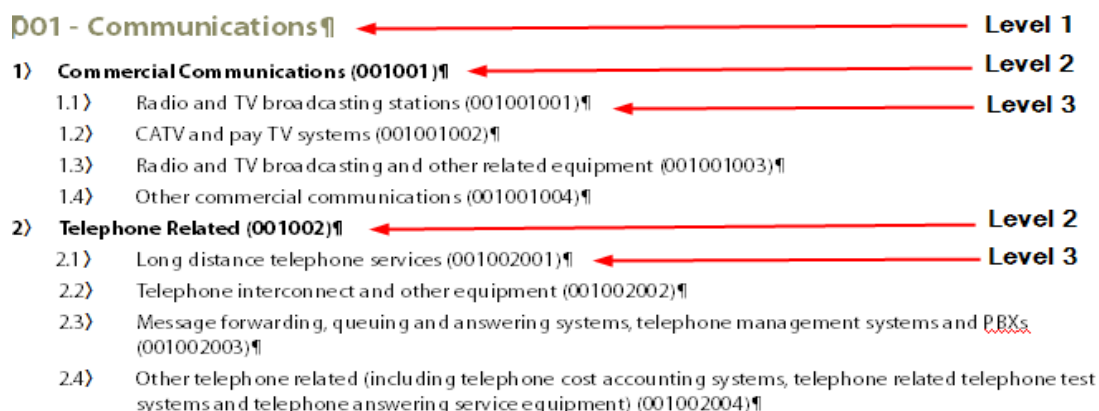 001 - Communications¶ Level 1
1) Commercial Communications (001001)¶ Level 2
1.1) Radio and TV broadcasting stations (001001001)¶ Level 3
1.2) CATV and pay TV systems (001001002)¶
1.3) Radio and TV broadcasting and other related equipment (001001003)¶
1.4) Other commercial communications (001001004)¶
2) Telephone Related (001002)¶ Level 2
2.1) Long distance telephone services (001002001)¶ Level 3
2.2) Telephone interconnect and other equipment (001002002)¶
2.3) Message forwarding, queuing and answering systems, telephone management systems and PBXs
(001002003)¶
2.4) Other telephone related (including telephone cost accounting systems, telephone related telephone test
systems and telephone answering service equipment) (001002004)¶